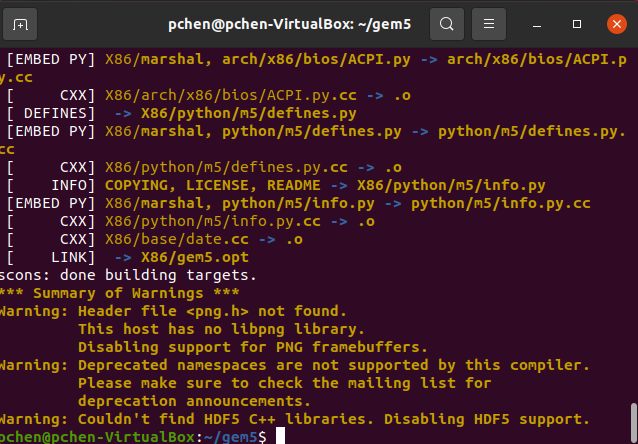 pchen@pchen-VirtualBox: ~/gem5
[EMBED PY] X86/marshal, arch/x86/bios/ACPI.py -> arch/x86/bios/ACPI.p
y.cc
[     CXX] X86/arch/x86/bios/ACPI.py.cc -> .o
[ DEFINES]  -> X86/python/m5/defines.py
[EMBED PY] X86/marshal, python/m5/defines.py -> python/m5/defines.py.
cc
[     CXX] X86/python/m5/defines.py.cc -> .o
[    INFO] COPYING, LICENSE, README -> X86/python/m5/info.py
[EMBED PY] X86/marshal, python/m5/info.py -> python/m5/info.py.cc
[     CXX] X86/python/m5/info.py.cc -> .o
[     CXX] X86/base/date.cc -> .o
[    LINK]  -> X86/gem5.opt
scons: done building targets.
*** Summary of Warnings ***
Warning: Header file <png.h> not found.
This host has no libpng library.
Disabling support for PNG framebuffers.
Warning: Deprecated namespaces are not supported by this compiler.
Please make sure to check the mailing list for
deprecation announcements.
Warning: Couldn't find HDF5 C++ libraries. Disabling HDF5 support.
pchen@pchen-VirtualBox:~/gem5$